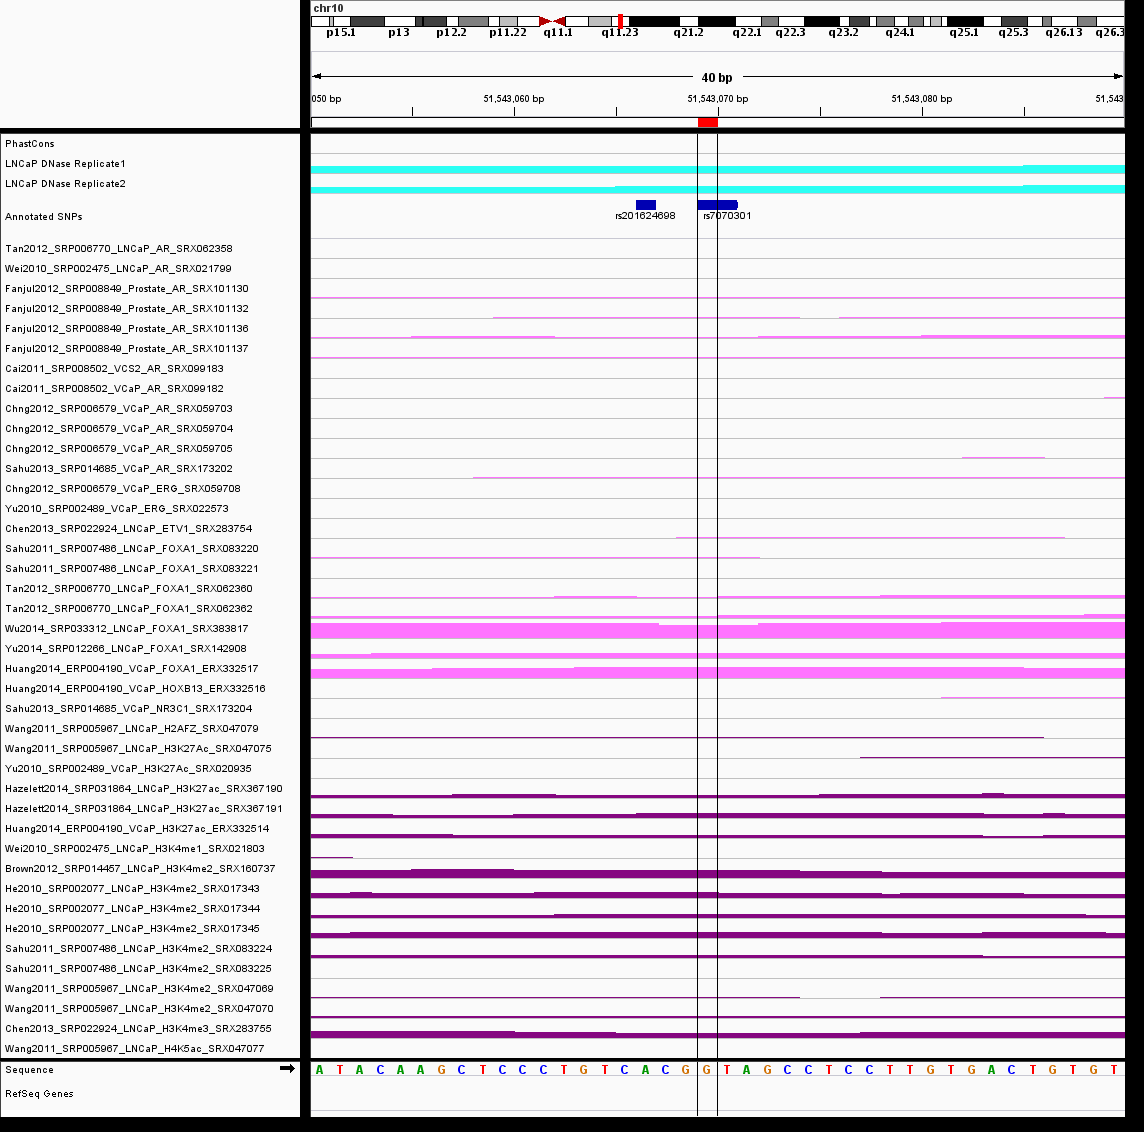 chr10
p15.1 p13 p12.2 p11.22 q11.1 q11.23 q21.2 q22.1 q22.3 q23.2 q24.1 q25.1 q25.3 q26.13 q26.3
40 bp
050 bp 51,543,060 bp 51,543,070 bp 51,543,080 bp 51,543
PhastCons
LNCaP DNase Replicate1
LNCaP DNase Replicate2
Annotated SNPs
rs201624698 rs7070301
Tan2012_SRP006770_LNCaP_AR_SRX062358
Wei2010_SRP002475_LNCaP_AR_SRX021799
Fanjul2012_SRP008849_Prostate_AR_SRX101130
Fanjul2012_SRP008849_Prostate_AR_SRX101132
Fanjul2012_SRP008849_Prostate_AR_SRX101136
Fanjul2012_SRP008849_Prostate_AR_SRX101137
Cai2011_SRP008502_VCS2_AR_SRX099183
Cai2011_SRP008502_VCaP_AR_SRX099182
Chng2012_SRP006579_VCaP_AR_SRX059703
Chng2012_SRP006579_VCaP_AR_SRX059704
Chng2012_SRP006579_VCaP_AR_SRX059705
Sahu2013_SRP014685_VCaP_AR_SRX173202
Chng2012_SRP006579_VCaP_ERG_SRX059708
Yu2010_SRP002489_VCaP_ERG_SRX022573
Chen2013_SRP022924_LNCaP_ETV1_SRX283754
Sahu2011_SRP007486_LNCaP_FOXA1_SRX083220
Sahu2011_SRP007486_LNCaP_FOXA1_SRX083221
Tan2012_SRP006770_LNCaP_FOXA1_SRX062360
Tan2012_SRP006770_LNCaP_FOXA1_SRX062362
Wu2014_SRP033312_LNCaP_FOXA1_SRX383817
Yu2014_SRP012266_LNCaP_FOXA1_SRX142908
Huang2014_ERP004190_VCaP_FOXA1_ERX332517
Huang2014_ERP004190_VCaP_HOXB13_ERX332516
Sahu2013_SRP014685_VCaP_NR3C1_SRX173204
Wang2011_SRP005967_LNCaP_H2AFZ_SRX047079
Wang2011_SRP005967_LNCaP_H3K27Ac_SRX047075
Yu2010_SRP002489_VCaP_H3K27Ac_SRX020935
Hazelett2014_SRP031864_LNCaP_H3K27ac_SRX367190
Hazelett2014_SRP031864_LNCaP_H3K27ac_SRX367191
Huang2014_ERP004190_VCaP_H3K27ac_ERX332514
Wei2010_SRP002475_LNCaP_H3K4me1_SRX021803
Brown2012_SRP014457_LNCaP_H3K4me2_SRX160737
He2010_SRP002077_LNCaP_H3K4me2_SRX017343
He2010_SRP002077_LNCaP_H3K4me2_SRX017344
He2010_SRP002077_LNCaP_H3K4me2_SRX017345
Sahu2011_SRP007486_LNCaP_H3K4me2_SRX083224
Sahu2011_SRP007486_LNCaP_H3K4me2_SRX083225
Wang2011_SRP005967_LNCaP_H3K4me2_SRX047069
Wang2011_SRP005967_LNCaP_H3K4me2_SRX047070
Chen2013_SRP022924_LNCaP_H3K4me3_SRX283755
Wang2011_SRP005967_LNCaP_H4K5ac_SRX047077
Sequence A T A C A A G C T C C C T G T C A C G G T A G C C T C C T T G T G A C T G T G T
RefSeq Genes